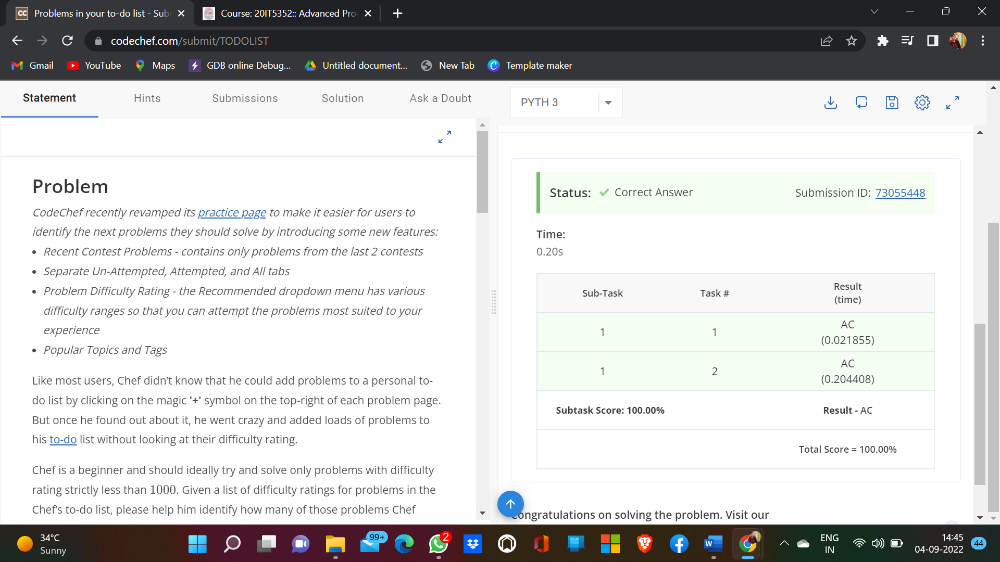 Problems in your to-do list - Sub
Course: 20IT5352:: Advanced Pro
codechef.com/submit/TODOLIST
Gmail
YouTube
Maps
GDB online Debug...
Untitled document...
New Tab
Template maker
Statement
Hints
Submissions
Solution
Ask a Doubt
PYTH 3
Problem
CodeChef recently revamped its practice page to make it easier for users to
identify the next problems they should solve by introducing some new features:
• Recent Contest Problems - contains only problems from the last 2 contests
• Separate Un-Attempted, Attempted, and All tabs
• Problem Difficulty Rating - the Recommended dropdown menu has various
difficulty ranges so that you can attempt the problems most suited to your
experience
• Popular Topics and Tags
Like most users, Chef didn't know that he could add problems to a personal to-
do list by clicking on the magic '+' symbol on the top-right of each problem page.
But once he found out about it, he went crazy and added loads of problems to
his to-do list without looking at their difficulty rating.
Chef is a beginner and should ideally try and solve only problems with difficulty
rating strictly less than 1000. Given a list of difficulty ratings for problems in the
Chef's to-do list, please help him identify how many of those problems Chef
Status: ✔ Correct Answer
Submission ID: 73055448
Time:
0.20s
Sub-Task
Task #
Result
(time)
1
1
AC
(0.021855)
1
2
AC
(0.204408)
Subtask Score: 100.00%
Result - AC
Total Score = 100.00%
Congratulations on solving the problem. Visit our
34°C
Sunny
99+
2
ENG
IN
14:45
04-09-2022
44